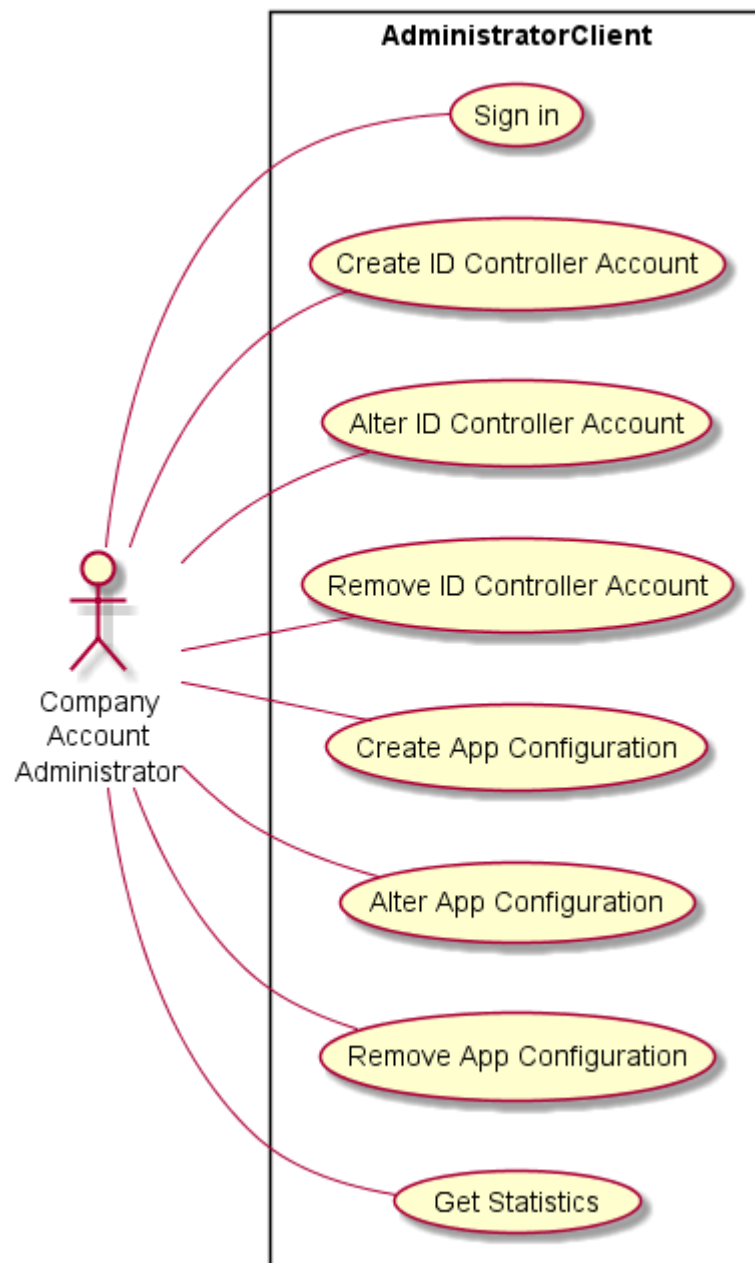 AdministratorClient
Sign in
Create ID Controller Account
Alter ID Controller Account
Remove ID Controller Account
Company
Account
Administrator
Create App Configuration
Alter App Configuration
Remove App Configuration
Get Statistics